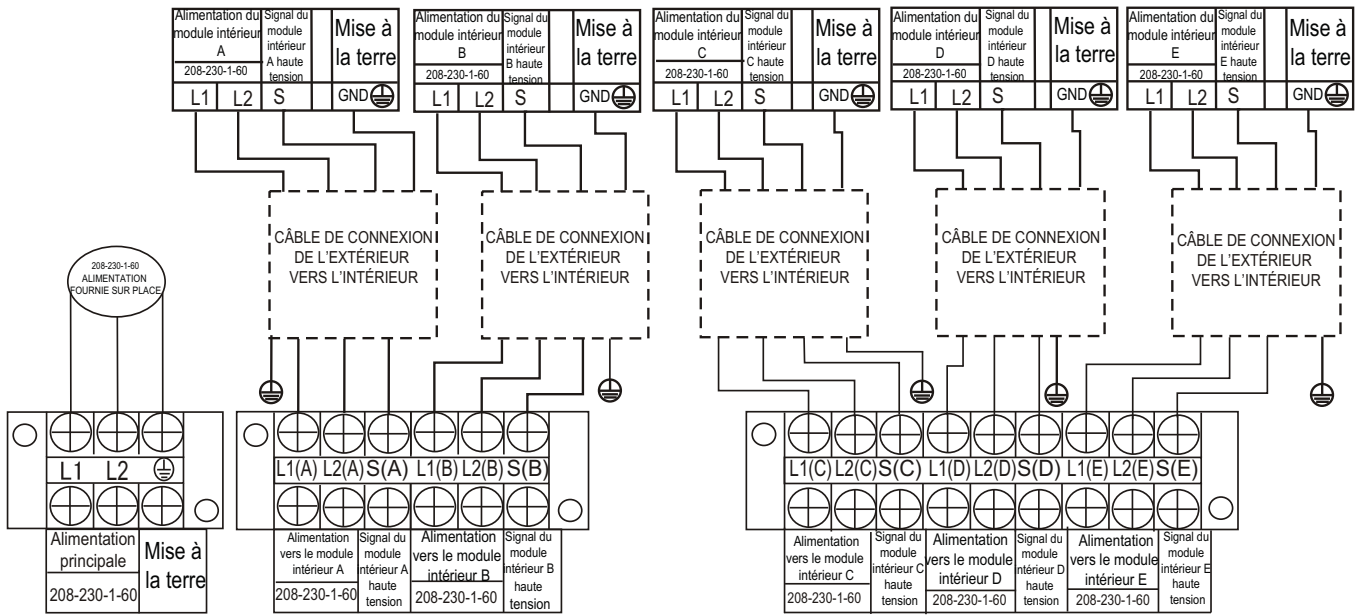 Alimentation du
module intérieur
A
208-230-1-60
Signal du
module
intérieur
A haute
tension
Mise à
la terre
L1 L2 S GND
Alimentation du
module intérieur
B
208-230-1-60
Signal du
module
intérieur
B haute
tension
Mise à
la terre
L1 L2 S GND
Alimentation du
module intérieur
C
208-230-1-60
Signal du
module
intérieur
C haute
tension
Mise à
la terre
L1 L2 S GND
Alimentation du
module intérieur
D
208-230-1-60
Signal du
module
intérieur
D haute
tension
Mise à
la terre
L1 L2 S GND
Alimentation du
module intérieur
E
208-230-1-60
Signal du
module
intérieur
E haute
tension
Mise à
la terre
L1 L2 S GND
CÂBLE DE CONNEXION
DE L'EXTÉRIEUR
VERS L'INTÉRIEUR
CÂBLE DE CONNEXION
DE L'EXTÉRIEUR
VERS L'INTÉRIEUR
CÂBLE DE CONNEXION
DE L'EXTÉRIEUR
VERS L'INTÉRIEUR
CÂBLE DE CONNEXION
DE L'EXTÉRIEUR
VERS L'INTÉRIEUR
CÂBLE DE CONNEXION
DE L'EXTÉRIEUR
VERS L'INTÉRIEUR
208-230-1-60
ALIMENTATION
FOURNIE SUR PLACE
L1 L2
Alimentation
principale
208-230-1-60
Mise à
la terre
L1(A) L2(A) S(A) L1(B) L2(B) S(B)
Alimentation
vers le module
intérieur A
208-230-1-60
Signal du
module
intérieur A
haute
tension
Alimentation
vers le module
intérieur B
208-230-1-60
Signal du
module
intérieur B
haute
tension
L1(C) L2(C) S(C) L1(D) L2(D) S(D) L1(E) L2(E) S(E)
Alimentation
vers le module
intérieur C
208-230-1-60
Signal du
module
intérieur C
haute
tension
Alimentation
vers le module
intérieur D
208-230-1-60
Signal du
module
intérieur D
haute
tension
Alimentation
vers le module
intérieur E
208-230-1-60
Signal du
module
intérieur E
haute
tension